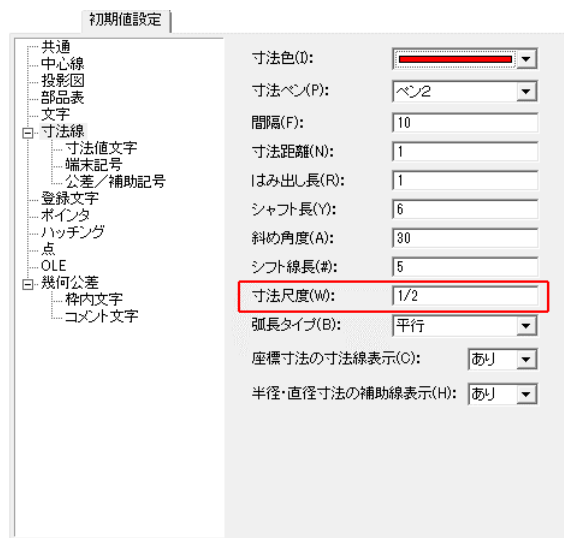 初期値設定
共通
中心線
投影図
部品表
文字
寸法線
寸法値文字
端末記号
公差／補助記号
登録文字
ポインタ
ハッチング
点
OLE
幾何公差
枠内文字
コメント文字
寸法色(I):
寸法ペン(P): ペン2
間隔(F): 10
寸法距離(N): 1
はみ出し長(R): 1
シャフト長(Y): 6
斜め角度(A): 30
シフト線長(#): 5
寸法尺度(W): 1/2
弧長タイプ(B): 平行
座標寸法の寸法線表示(C): あり
半径・直径寸法の補助線表示(H): あり